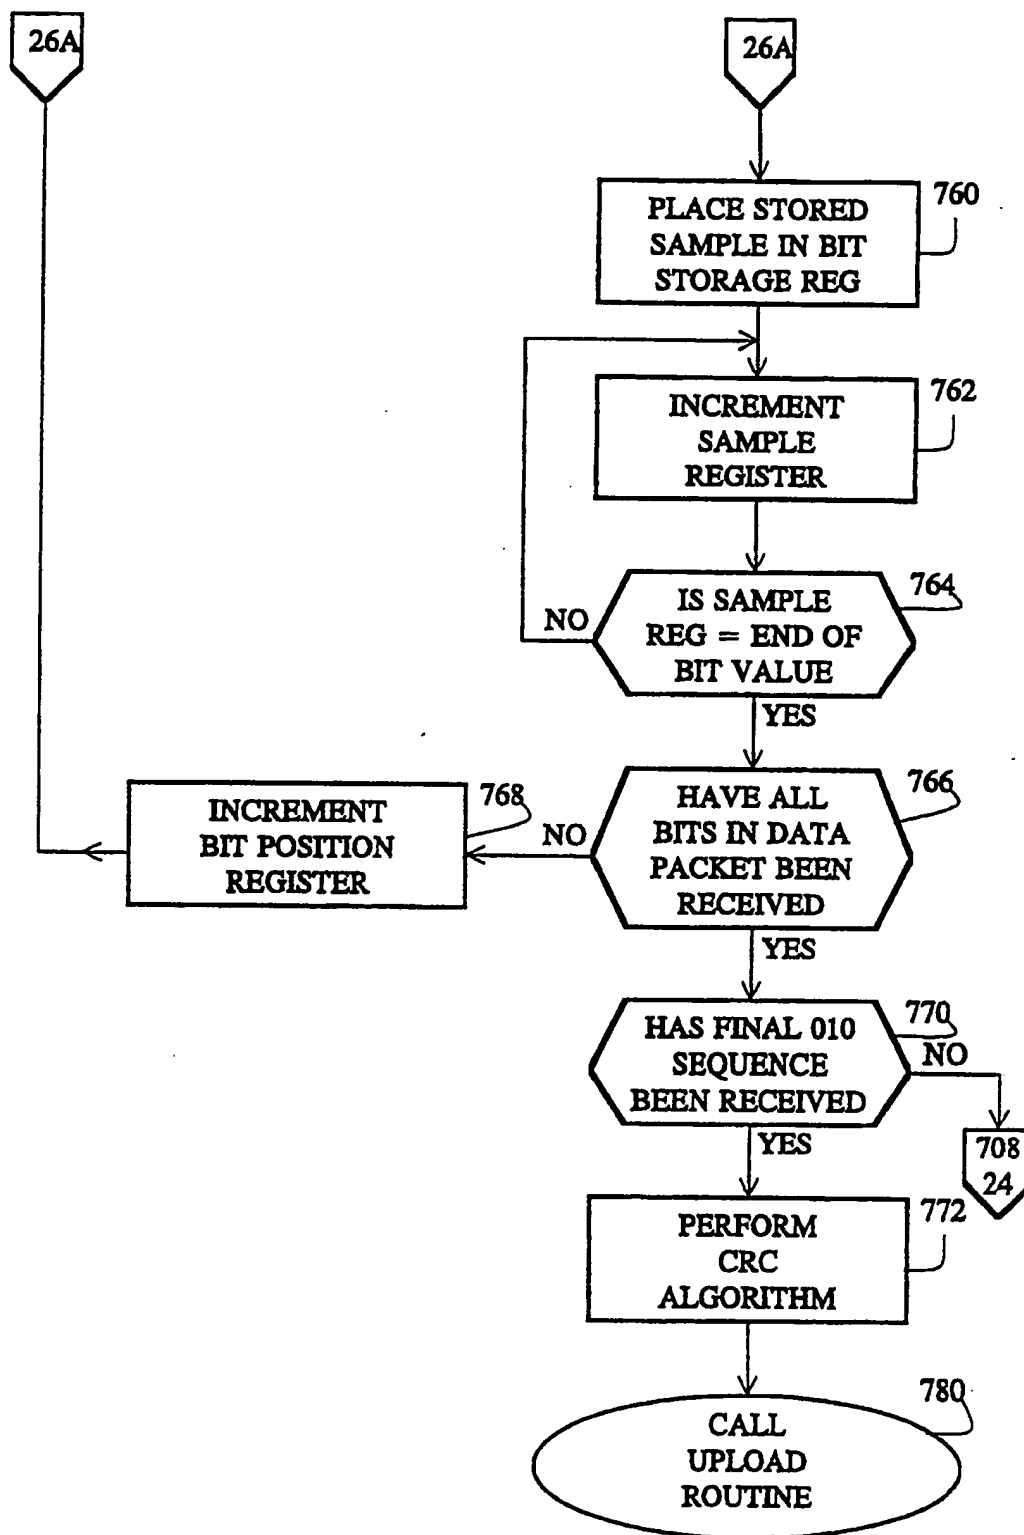 26A
26A
760
PLACE STORED
SAMPLE IN BIT
STORAGE REG
762
INCREMENT
SAMPLE
REGISTER
764
IS SAMPLE
REG = END OF
BIT VALUE
NO
YES
766
HAVE ALL
BITS IN DATA
PACKET BEEN
RECEIVED
NO
768
INCREMENT
BIT POSITION
REGISTER
YES
770
HAS FINAL 010
SEQUENCE
BEEN RECEIVED
NO
708
24
YES
772
PERFORM
CRC
ALGORITHM
780
CALL
UPLOAD
ROUTINE